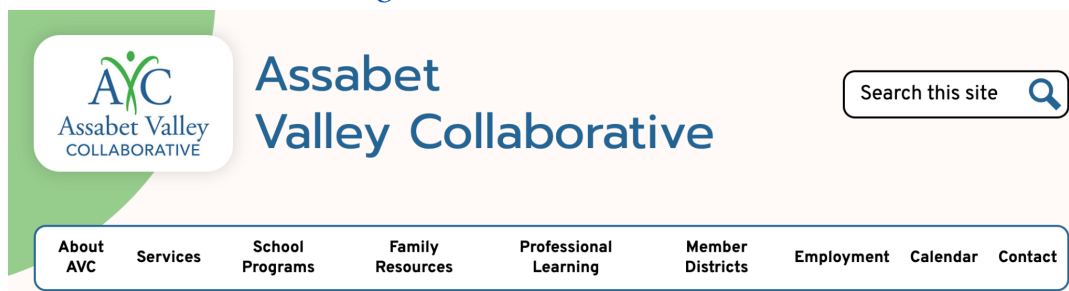 AVC
Assabet Valley
COLLABORATIVE
Assabet
Valley Collaborative
Search this site
About AVC
Services
School Programs
Family Resources
Professional Learning
Member Districts
Employment
Calendar
Contact